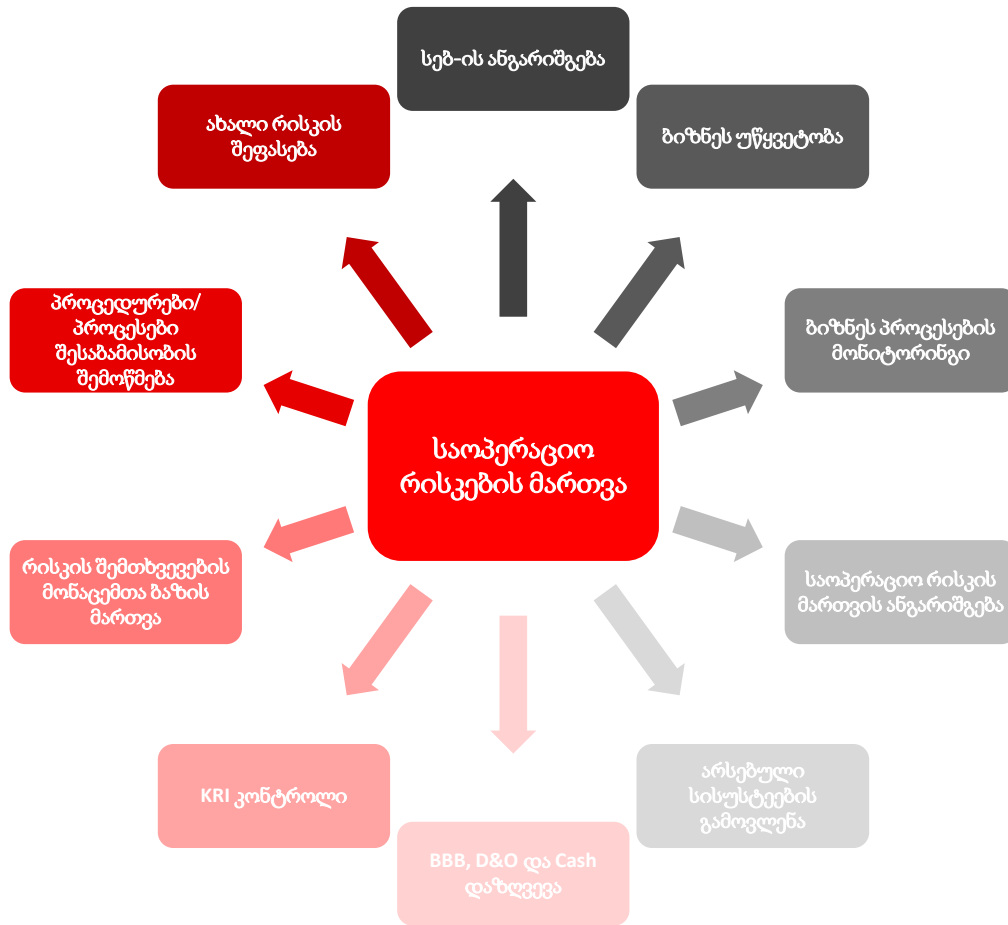 სებ-ის ანგარიშგება
ახალი რისკის
შეფასება
ბიზნეს უწყვეტობა
პროცედურები/
პროცესები
შესაბამისობის
შემოწმება
ბიზნეს პროცესების
მონიტორინგი
საოპერაციო
რისკების მართვა
რისკის შემთხვევების
მონაცემთა ბაზის
მართვა
საოპერაციო რისკის
მართვის ანგარიშგება
KRI კონტროლი
არსებული
სისუსტეების
გამოვლენა
BBB, D&O და Cash
დაზღვევა